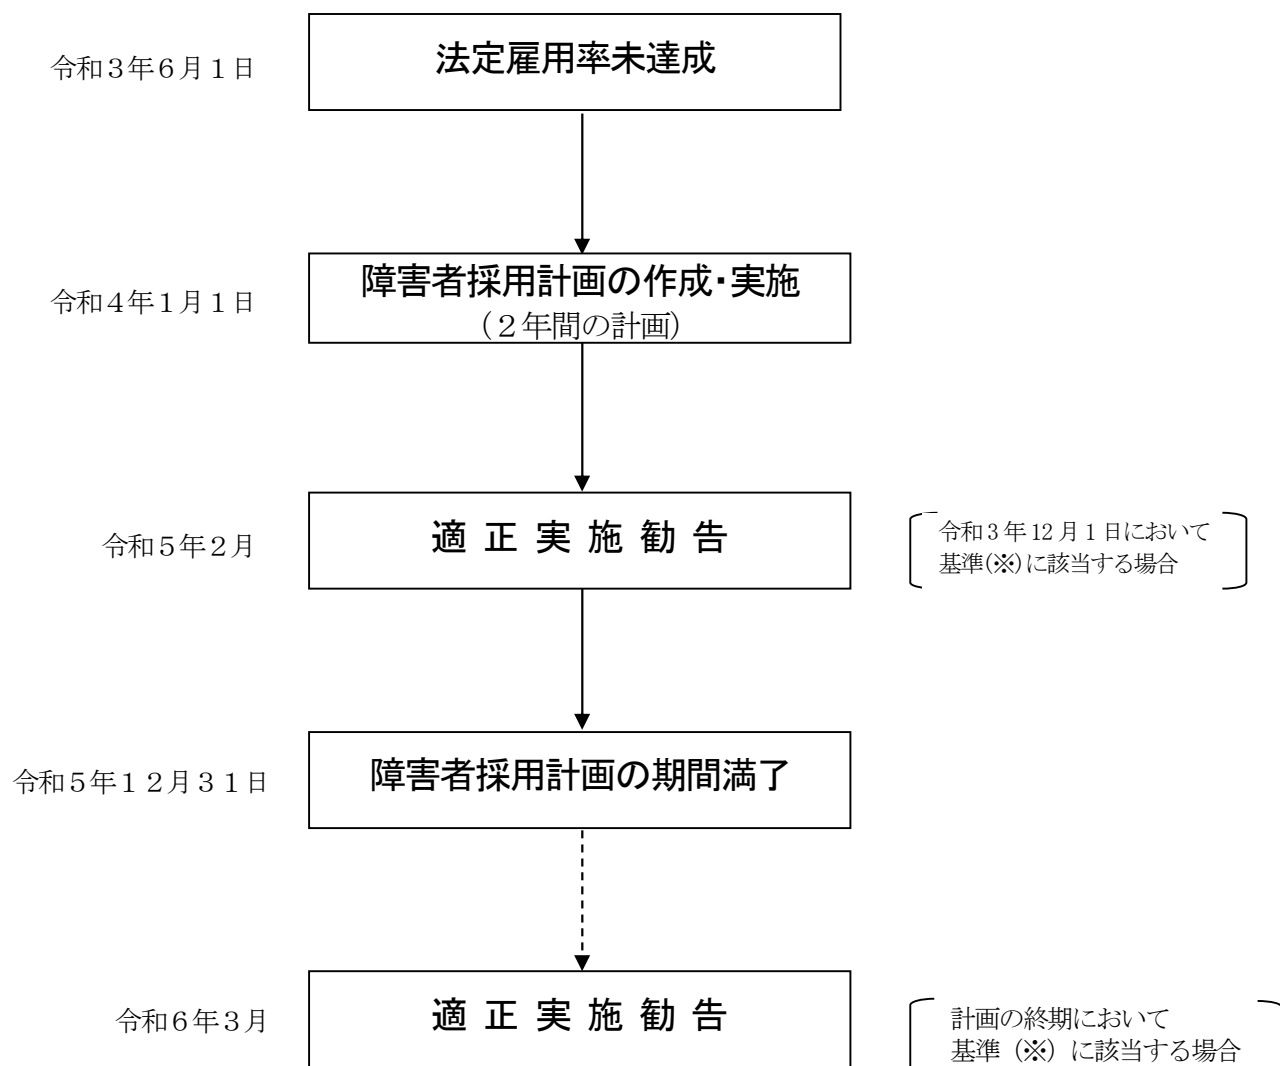 令和３年６月１日
法定雇用率未達成
令和４年１月１日
障害者採用計画の作成・実施
（２年間の計画）
令和５年２月
適 正 実 施 勧 告
令和３年12月１日において
基準(※)に該当する場合
令和５年１２月３１日
障害者採用計画の期間満了
令和６年３月
適 正 実 施 勧 告
計画の終期において
基準（※）に該当する場合